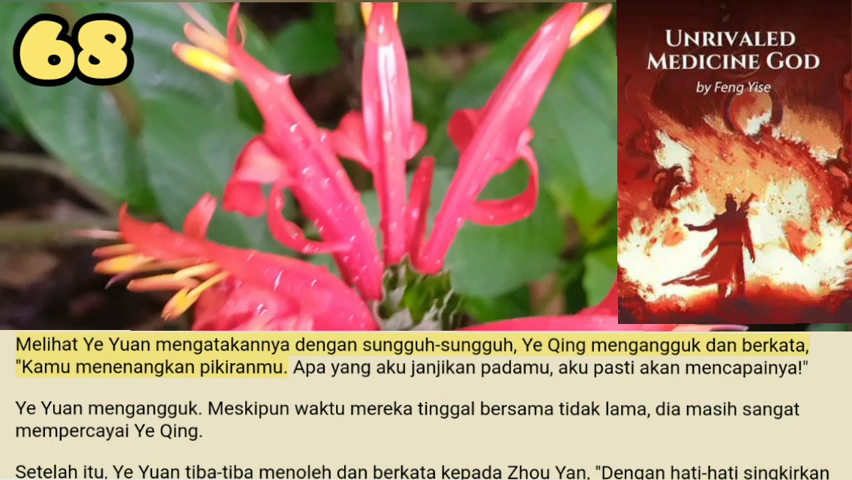 68
UNRIVALED
MEDICINE GOD
by Feng Yise
Melihat Ye Yuan mengatakannya dengan sungguh-sungguh, Ye Qing mengangguk dan berkata,
"Kamu menenangkan pikiranmu. Apa yang aku janjikan padamu, aku pasti akan mencapainya!"
Ye Yuan mengangguk. Meskipun waktu mereka tinggal bersama tidak lama, dia masih sangat
mempercayai Ye Qing.
Setelah itu, Ye Yuan tiba-tiba menoleh dan berkata kepada Zhou Yan, "Dengan hati-hati singkirkan